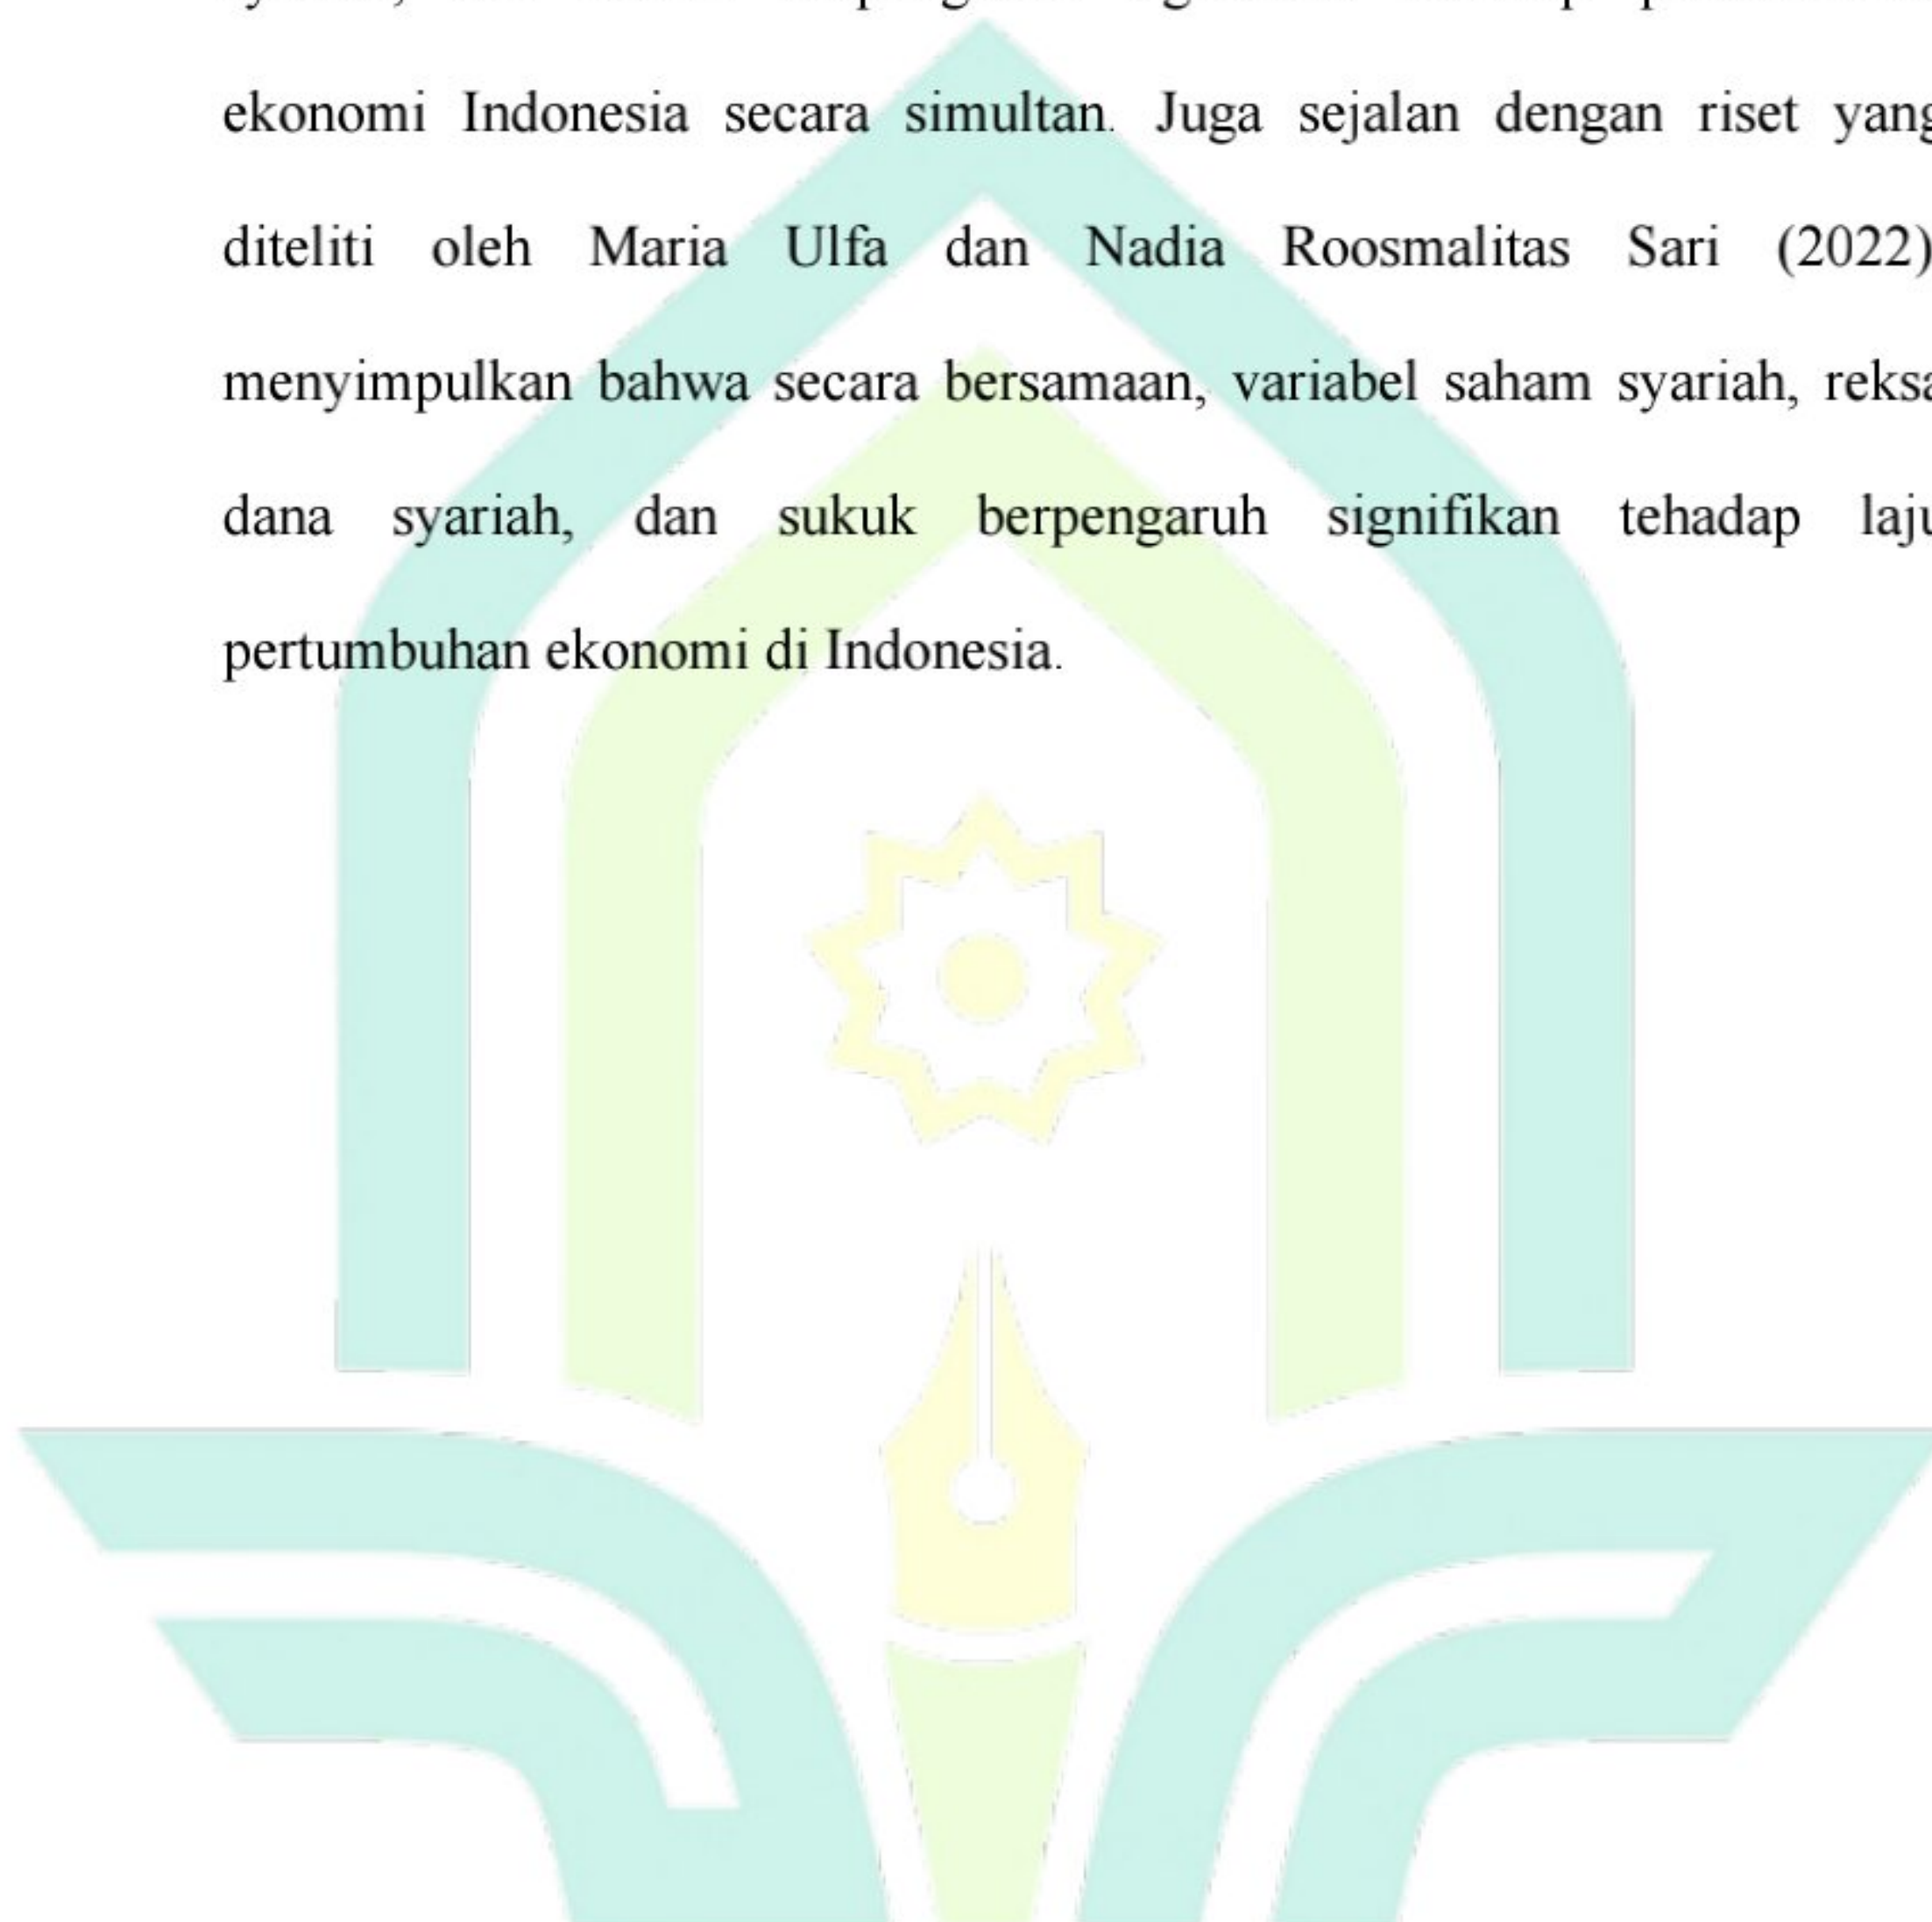 ekonomi Indonesia secara simultan. Juga sejalan dengan riset yang
diteliti oleh Maria Ulfa dan Nadia Roosmalitas Sari (2022)
menyimpulkan bahwa secara bersamaan, variabel saham syariah, reksa
dana syariah, dan sukuk berpengaruh signifikan tehadap laju
pertumbuhan ekonomi di Indonesia.